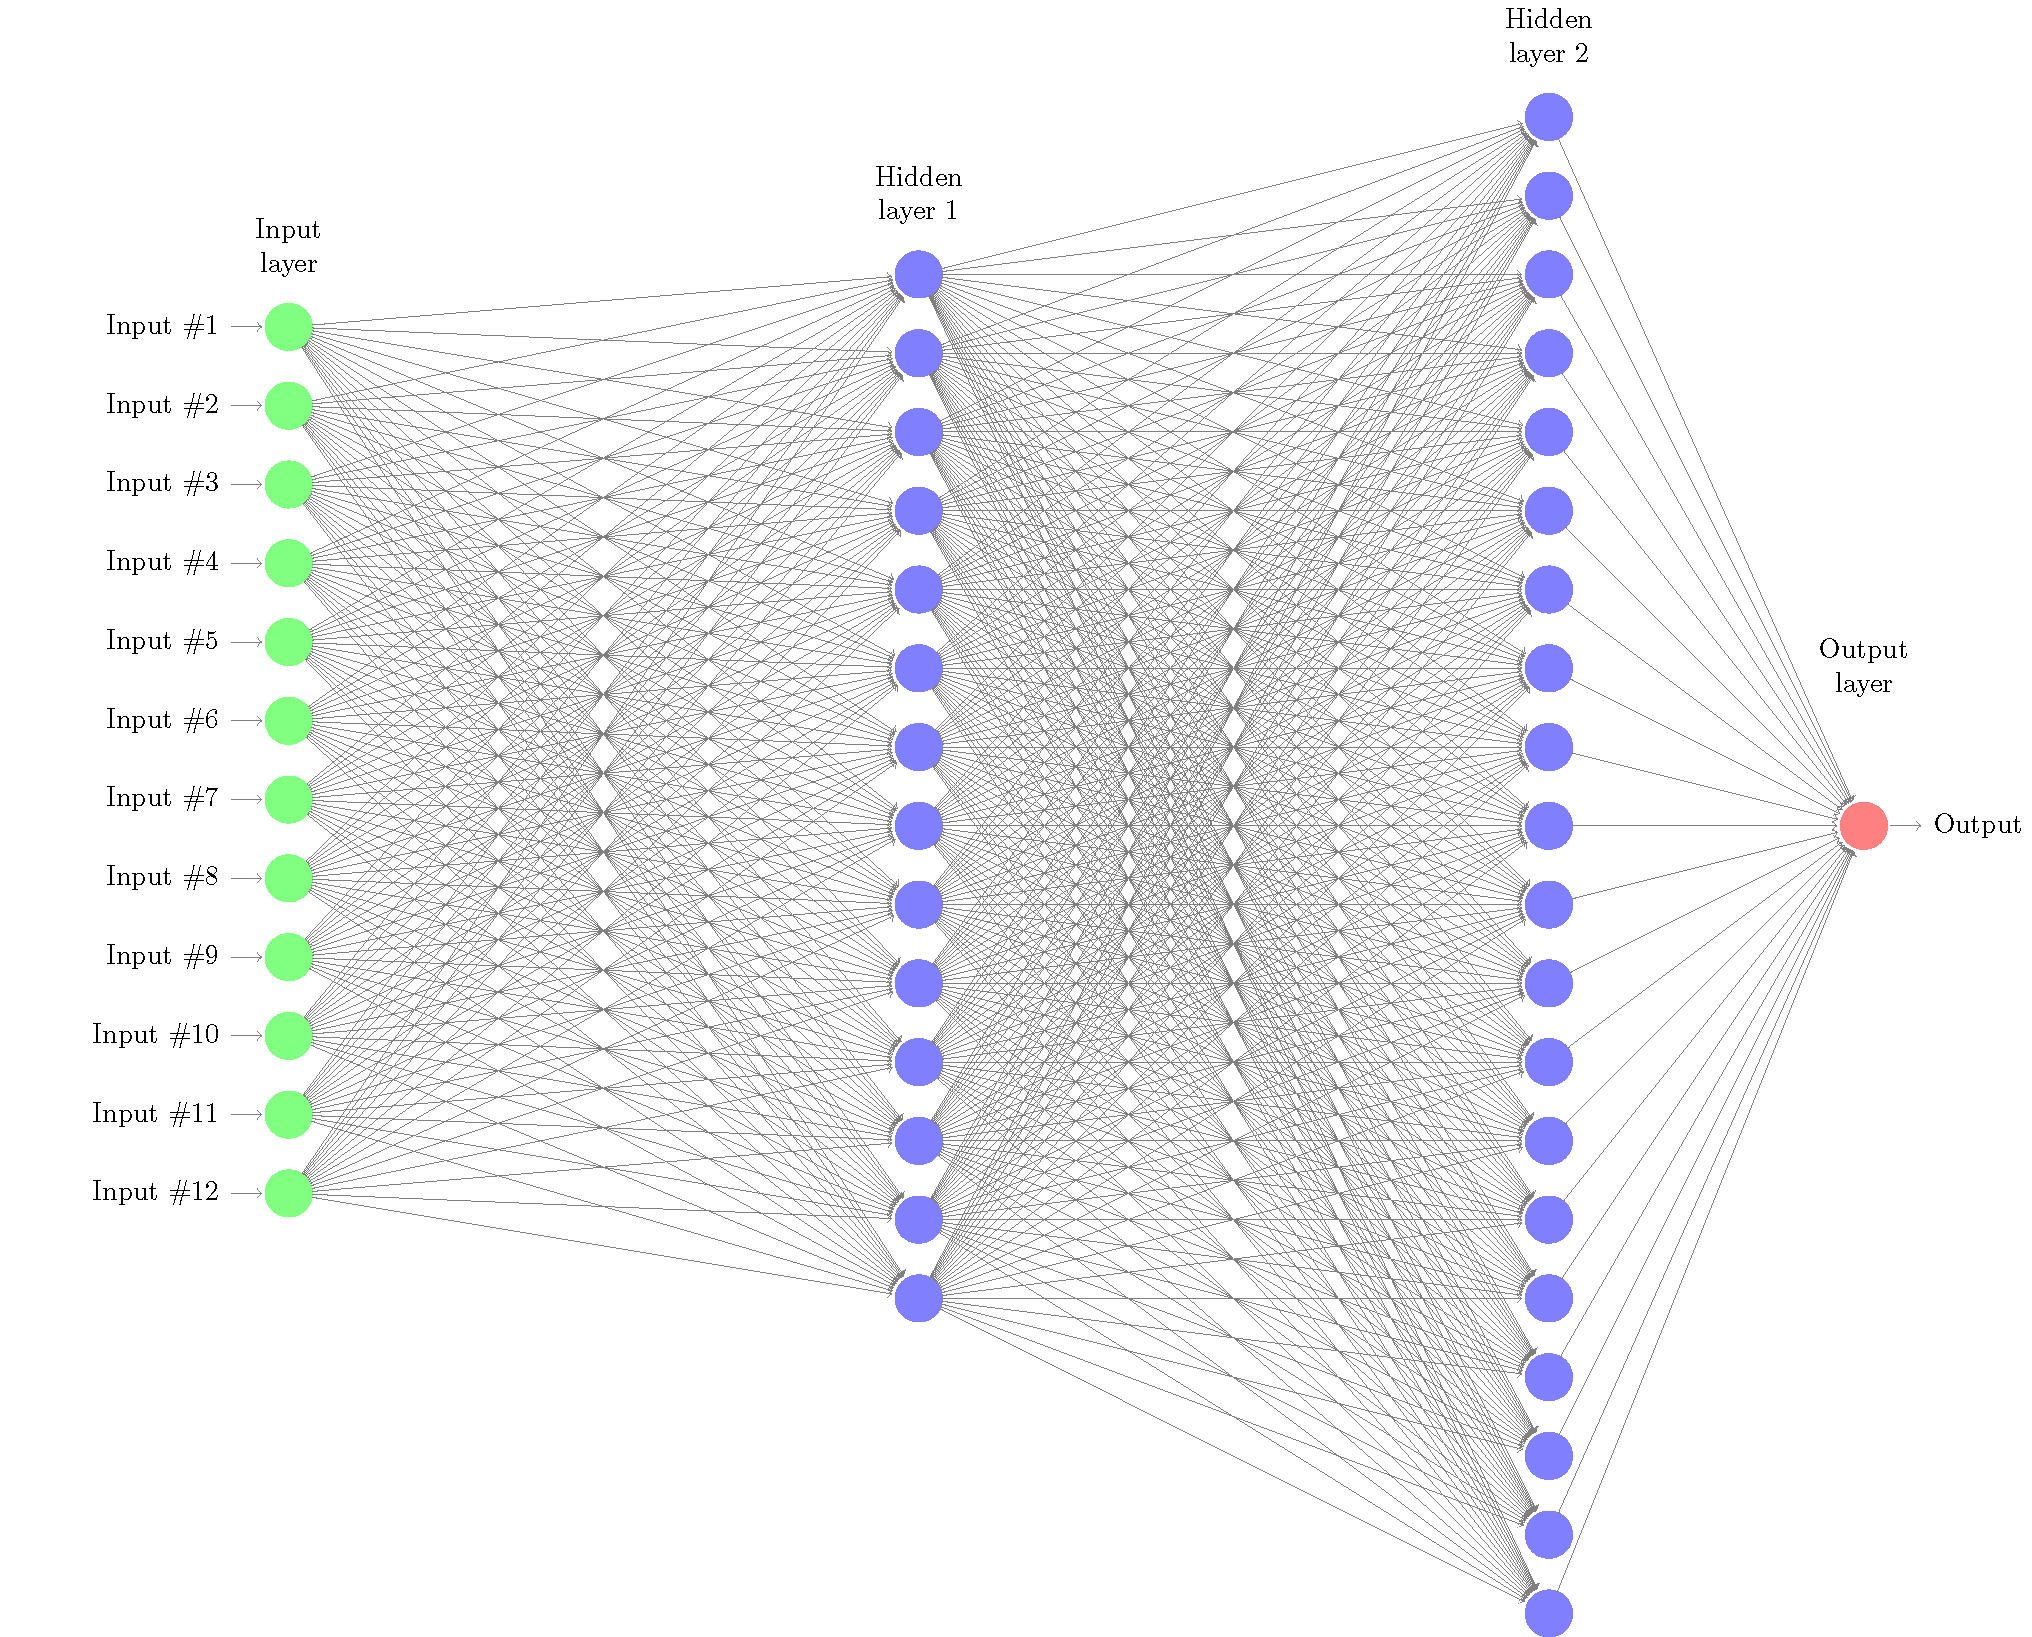 Hidden
layer 2
Hidden
layer 1
Input
layer
Input #1
Input #2
Input #3
Input #4
Input #5
Input #6
Input #7
Input #8
Input #9
Input #10
Input #11
Input #12
Output
layer
Output